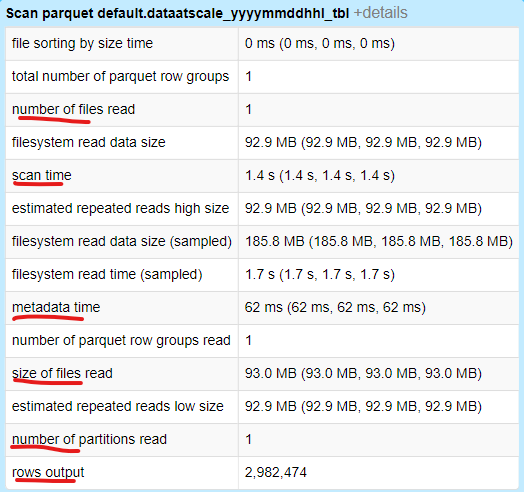 Scan parquet default.dataatscale_yyyymmddhhl_tbl +details
file sorting by size time 0 ms (0 ms, 0 ms, 0 ms)
total number of parquet row groups 1
number of files read 1
filesystem read data size 92.9 MB (92.9 MB, 92.9 MB, 92.9 MB)
scan time 1.4 s (1.4 s, 1.4 s, 1.4 s)
estimated repeated reads high size 92.9 MB (92.9 MB, 92.9 MB, 92.9 MB)
filesystem read data size (sampled) 185.8 MB (185.8 MB, 185.8 MB, 185.8 MB)
filesystem read time (sampled) 1.7 s (1.7 s, 1.7 s, 1.7 s)
metadata time 62 ms (62 ms, 62 ms, 62 ms)
number of parquet row groups read 1
size of files read 93.0 MB (93.0 MB, 93.0 MB, 93.0 MB)
estimated repeated reads low size 92.9 MB (92.9 MB, 92.9 MB, 92.9 MB)
number of partitions read 1
rows output 2,982,474